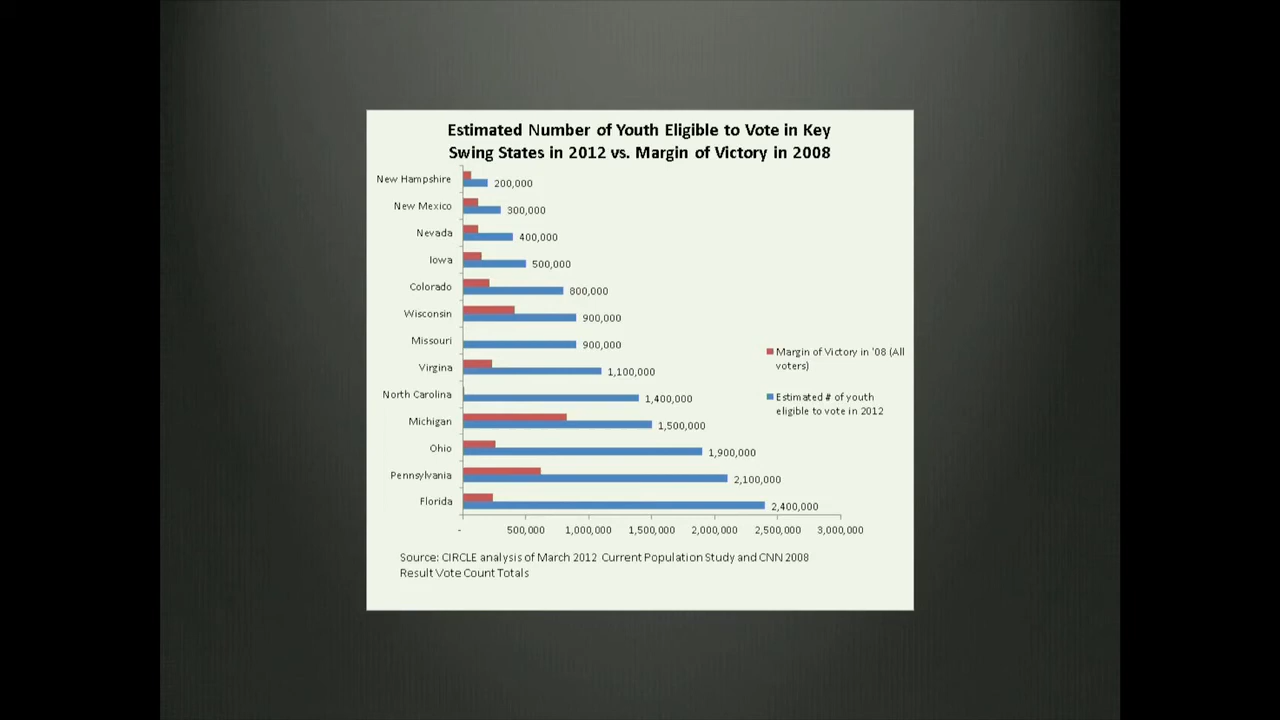 Estimated Number of Youth Eligible to Vote in Key
Swing States in 2012 vs. Margin of Victory in 2008
New Hampshire 200,000
New Mexico 300,000
Nevada 400,000
Iowa 500,000
Colorado 800,000
Wisconsin 900,000
Missouri 900,000
Virgina 1,100,000
North Carolina 1,400,000
Michigan 1,500,000
Ohio 1,900,000
Pennsylvania 2,100,000
Florida 2,400,000
- 500,000 1,000,000 1,500,000 2,000,000 2,500,000 3,000,000
Margin of Victory in '08 (All
voters)
Estimated # of youth
eligible to vote in 2012
Source: CIRCLE analysis of March 2012 Current Population Study and CNN 2008
Result Vote Count Totals